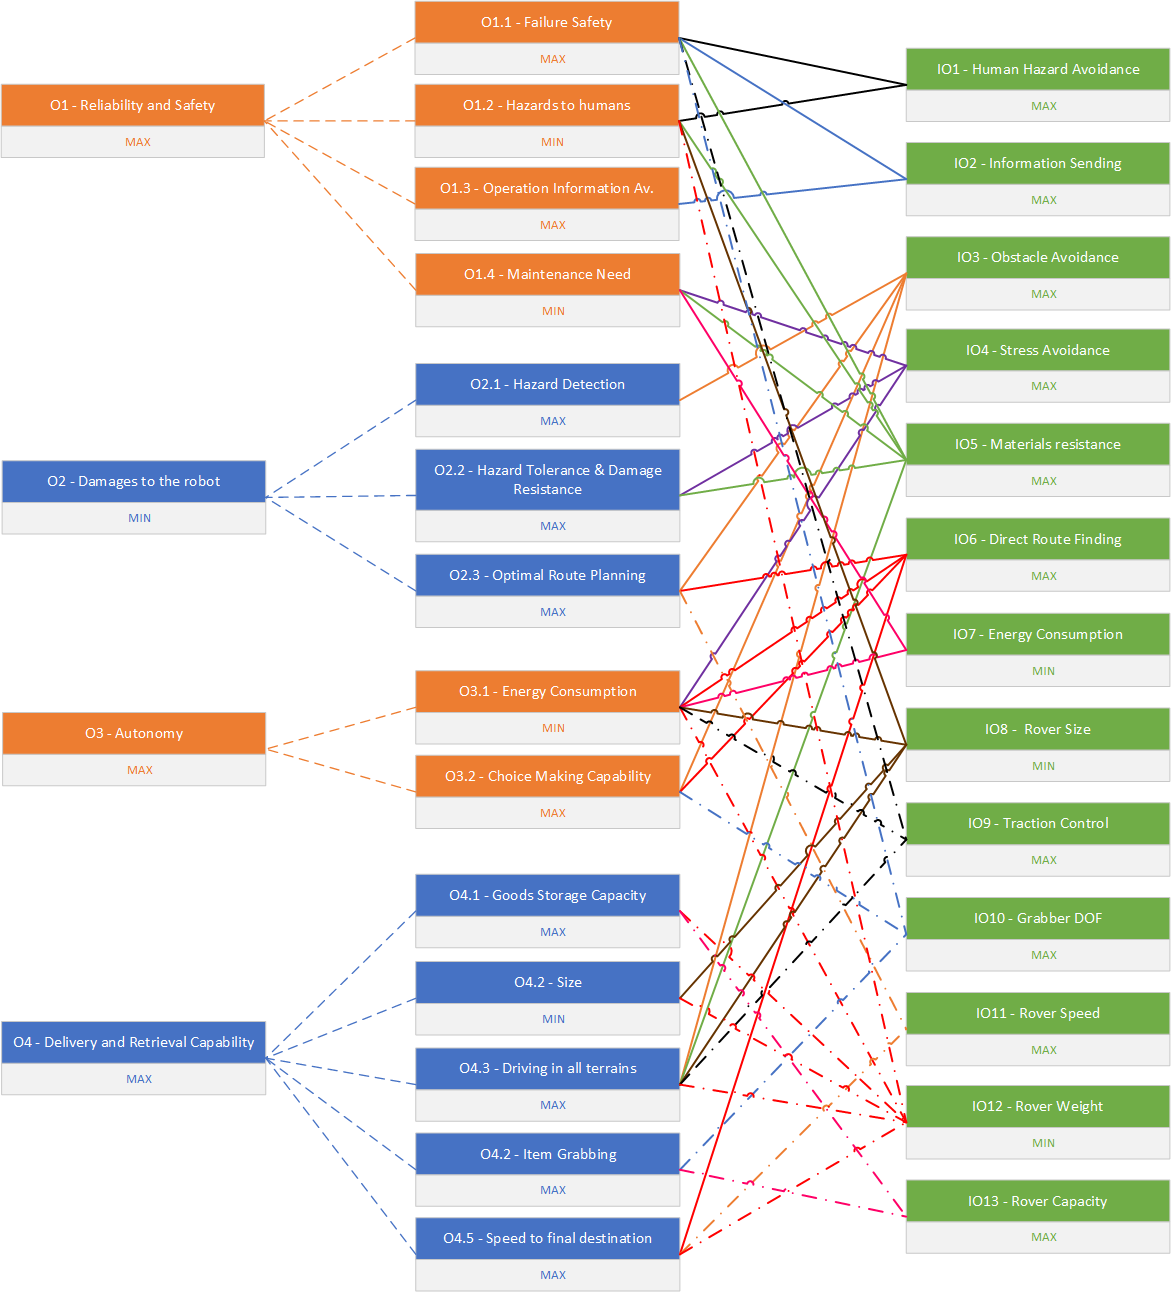 O1 - Reliability and Safety
MAX
O2 - Damages to the robot
MIN
O3 - Autonomy
MAX
O4 - Delivery and Retrieval Capability
MAX
O1.1 - Failure Safety
MAX
O1.2 - Hazards to humans
MIN
O1.3 - Operation Information Av.
MAX
O1.4 - Maintenance Need
MIN
O2.1 - Hazard Detection
MAX
O2.2 - Hazard Tolerance & Damage
Resistance
MAX
O2.3 - Optimal Route Planning
MAX
O3.1 - Energy Consumption
MIN
O3.2 - Choice Making Capability
MAX
O4.1 - Goods Storage Capacity
MAX
O4.2 - Size
MIN
O4.3 - Driving in all terrains
MAX
O4.2 - Item Grabbing
MAX
O4.5 - Speed to final destination
MAX
IO1 - Human Hazard Avoidance
MAX
IO2 - Information Sending
MAX
IO3 - Obstacle Avoidance
MAX
IO4 - Stress Avoidance
MAX
IO5 - Materials resistance
MAX
IO6 - Direct Route Finding
MAX
IO7 - Energy Consumption
MIN
IO8 - Rover Size
MIN
IO9 - Traction Control
MAX
IO10 - Grabber DOF
MAX
IO11 - Rover Speed
MAX
IO12 - Rover Weight
MIN
IO13 - Rover Capacity
MAX